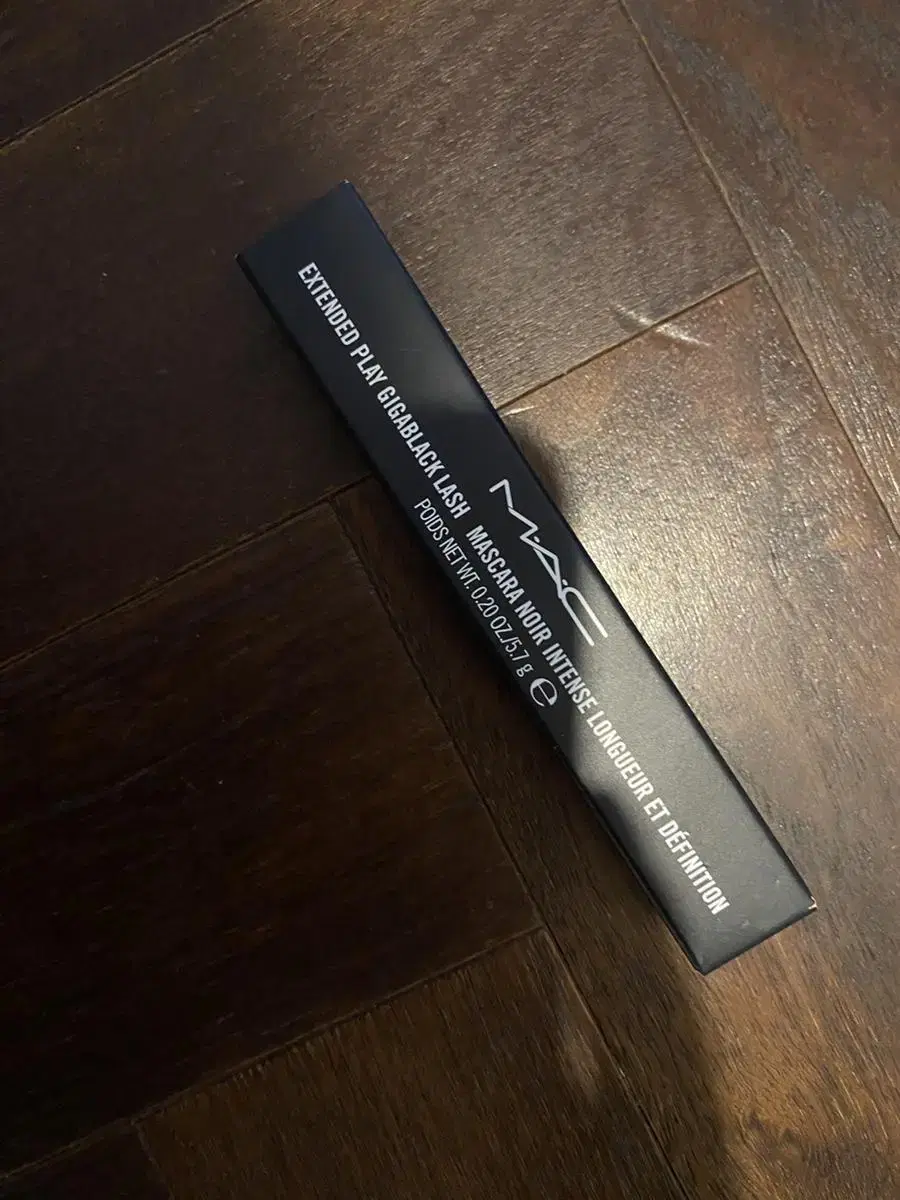 M·A·C
EXTENDED PLAY GIGABLACK LASH MASCARA NOIR INTENSE LONGUEUR ET DÉFINITION
POIDS NET WT. 0.20 OZ./5.7 g ℮